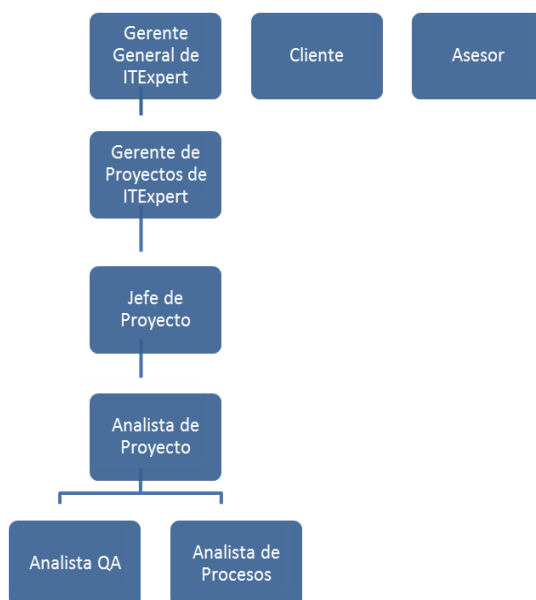 Gerente
General de
ITExpert
Cliente
Asesor
Gerente de
Proyectos de
ITExpert
Jefe de
Proyecto
Analista de
Proyecto
Analista QA
Analista de
Procesos